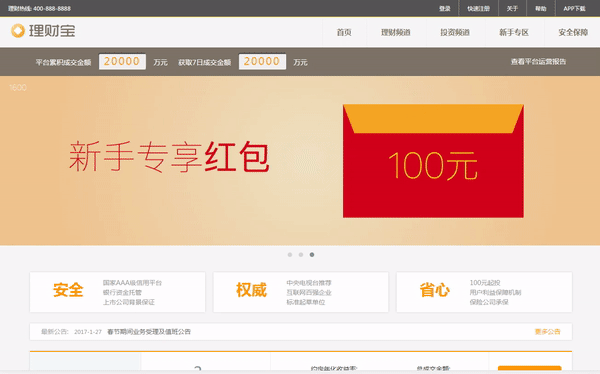 理财热线: 400-888-8888
登录 快速注册 关于 帮助 APP下载
理财宝
首页 理财频道 投资频道 新手专区 安全保障
平台累积成交金额 20000 万元 获取7日成交金额 20000 万元 查看平台运营报告
1600
新手专享红包
100元
安全
国家AAA级信用平台
银行资金托管
上市公司背景保证
权威
中央电视台推荐
互联网百强企业
标准起草单位
省心
100元起投
用户利益保障机制
保险公司承保
最新公告: 2017-1-27 春节期间业务受理及值班公告 更多公告